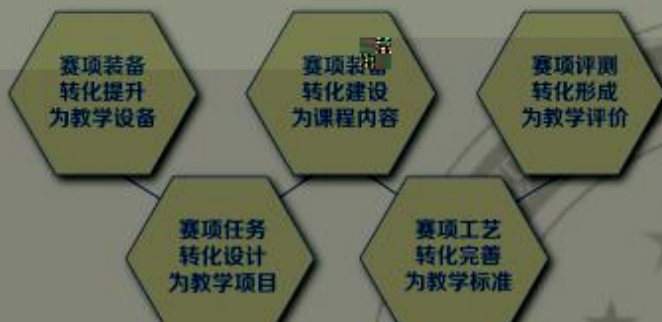 赛项装备
转化提升
为教学设备
赛项装
转化建设
为课程内容
赛项评测
转化形成
为教学评价
赛项任务
转化设计
为教学项目
赛项工艺
转化完善
为教学标准